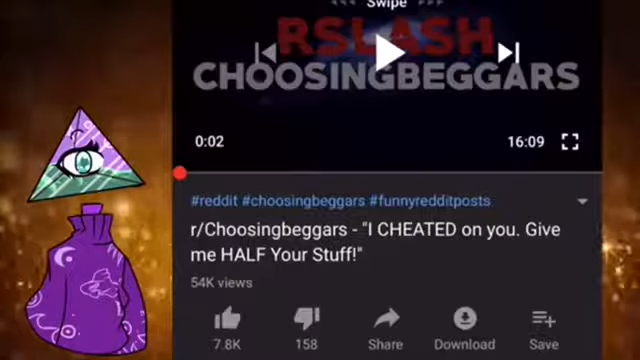 Swipe
RSLASH
CHOOSINGBEGGARS
0:02
16:09
#reddit #choosingbeggars #funnyredditposts
r/Choosingbeggars - "I CHEATED on you. Give
me HALF Your Stuff!"
54K views
7.8K
158
Share
Download
Save